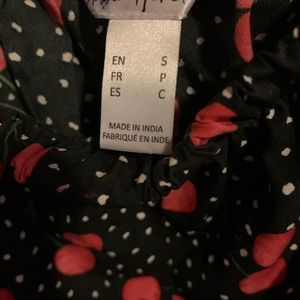 EN S
FR P
ES C
MADE IN INDIA
FABRIQUÉ EN INDE